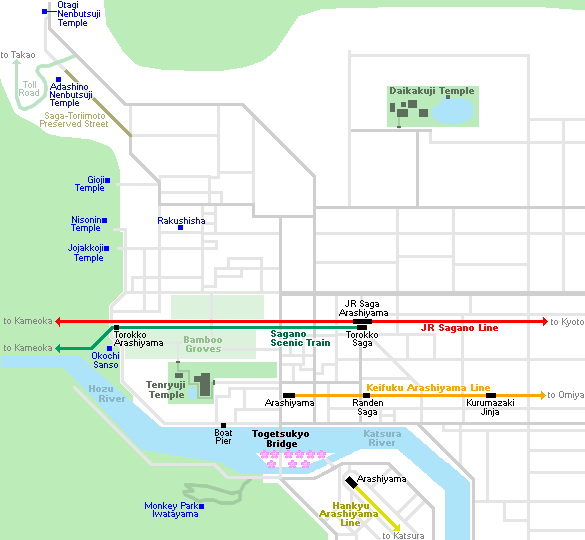 Otagi
Nenbutsuji
Temple
to Takao
Toll
Road
Adashino
Nenbutsuji
Temple
Daikakuji Temple
Saga-Toriimoto
Preserved Street
Gioji
Temple
Nisonin
Temple
Rakushisha
Jojakkoji
Temple
JR Saga
Arashiyama
to Kameoka
to Kyoto
JR Sagano Line
Torokko
Arashiyama
Sagano
Scenic Train
Torokko
Saga
to Kameoka
Bamboo
Groves
Okochi
Sanso
Hozu
River
Tenryuji
Temple
Keifuku Arashiyama Line
to Omiya
Arashiyama
Randen
Saga
Kurumazaki
Jinja
Boat
Pier
Togetsukyo
Bridge
Katsura
River
Arashiyama
Monkey Park
Iwatayama
Hankyu
Arashiyama
Line
to Katsura